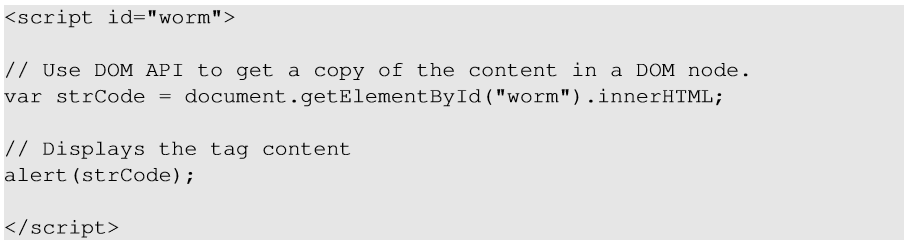 <script id="worm">
// Use DOM API to get a copy of the content in a DOM node.
var strCode = document.getElementById("worm").innerHTML;
// Displays the tag content
alert(strCode);
</script>